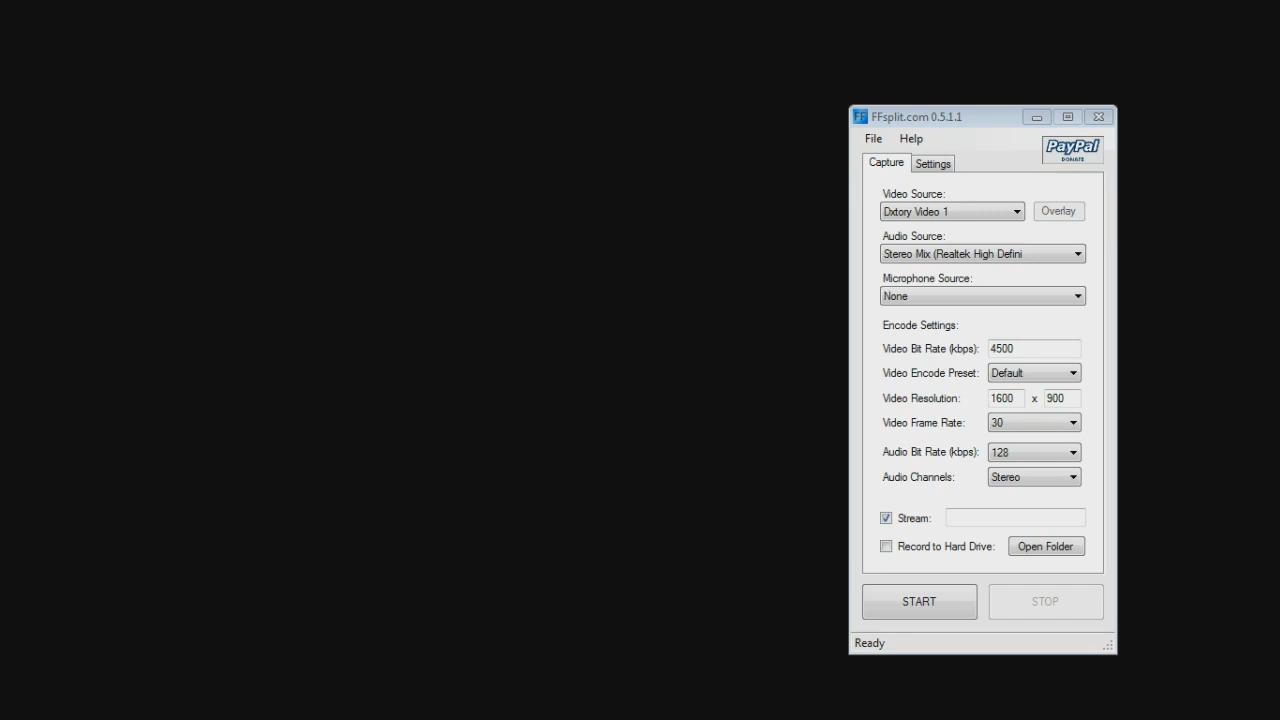 FF FFsplit.com 0.5.1.1
File Help
PayPal
DONATE
Capture Settings
Video Source:
Dxtory Video 1 Overlay
Audio Source:
Stereo Mix (Realtek High Defini
Microphone Source:
None
Encode Settings:
Video Bit Rate (kbps): 4500
Video Encode Preset: Default
Video Resolution: 1600 x 900
Video Frame Rate: 30
Audio Bit Rate (kbps): 128
Audio Channels: Stereo
Stream:
Record to Hard Drive: Open Folder
START STOP
Ready